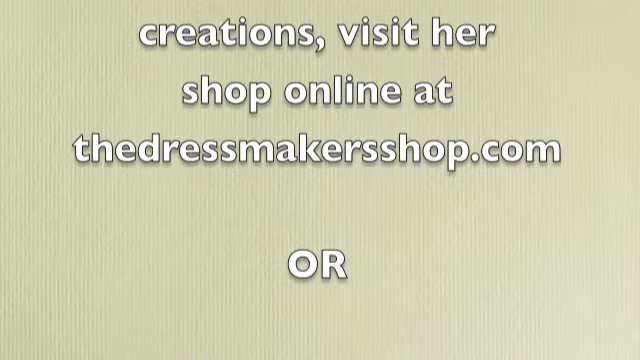 creations, visit her
shop online at
thedressmakersshop.com
OR